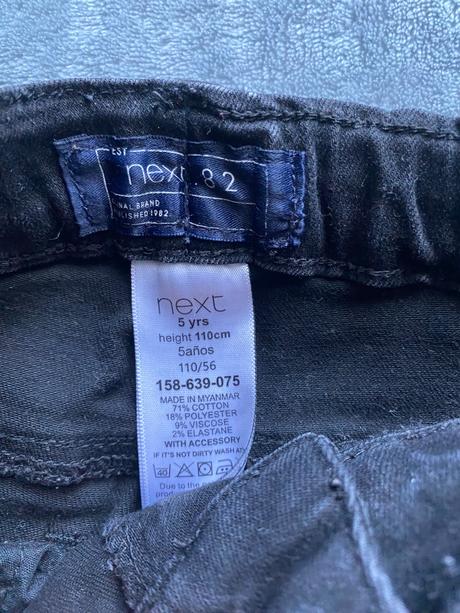 EST
next .82
NAL BRAND
LISHED 1982
next
5 yrs
height 110cm
5años
110/56
158-639-075
MADE IN MYANMAR
71% COTTON
18% POLYESTER
9% VISCOSE
2% ELASTANE
WITH ACCESSORY
IF IT'S NOT DIRTY WASH AT
40
Due to the